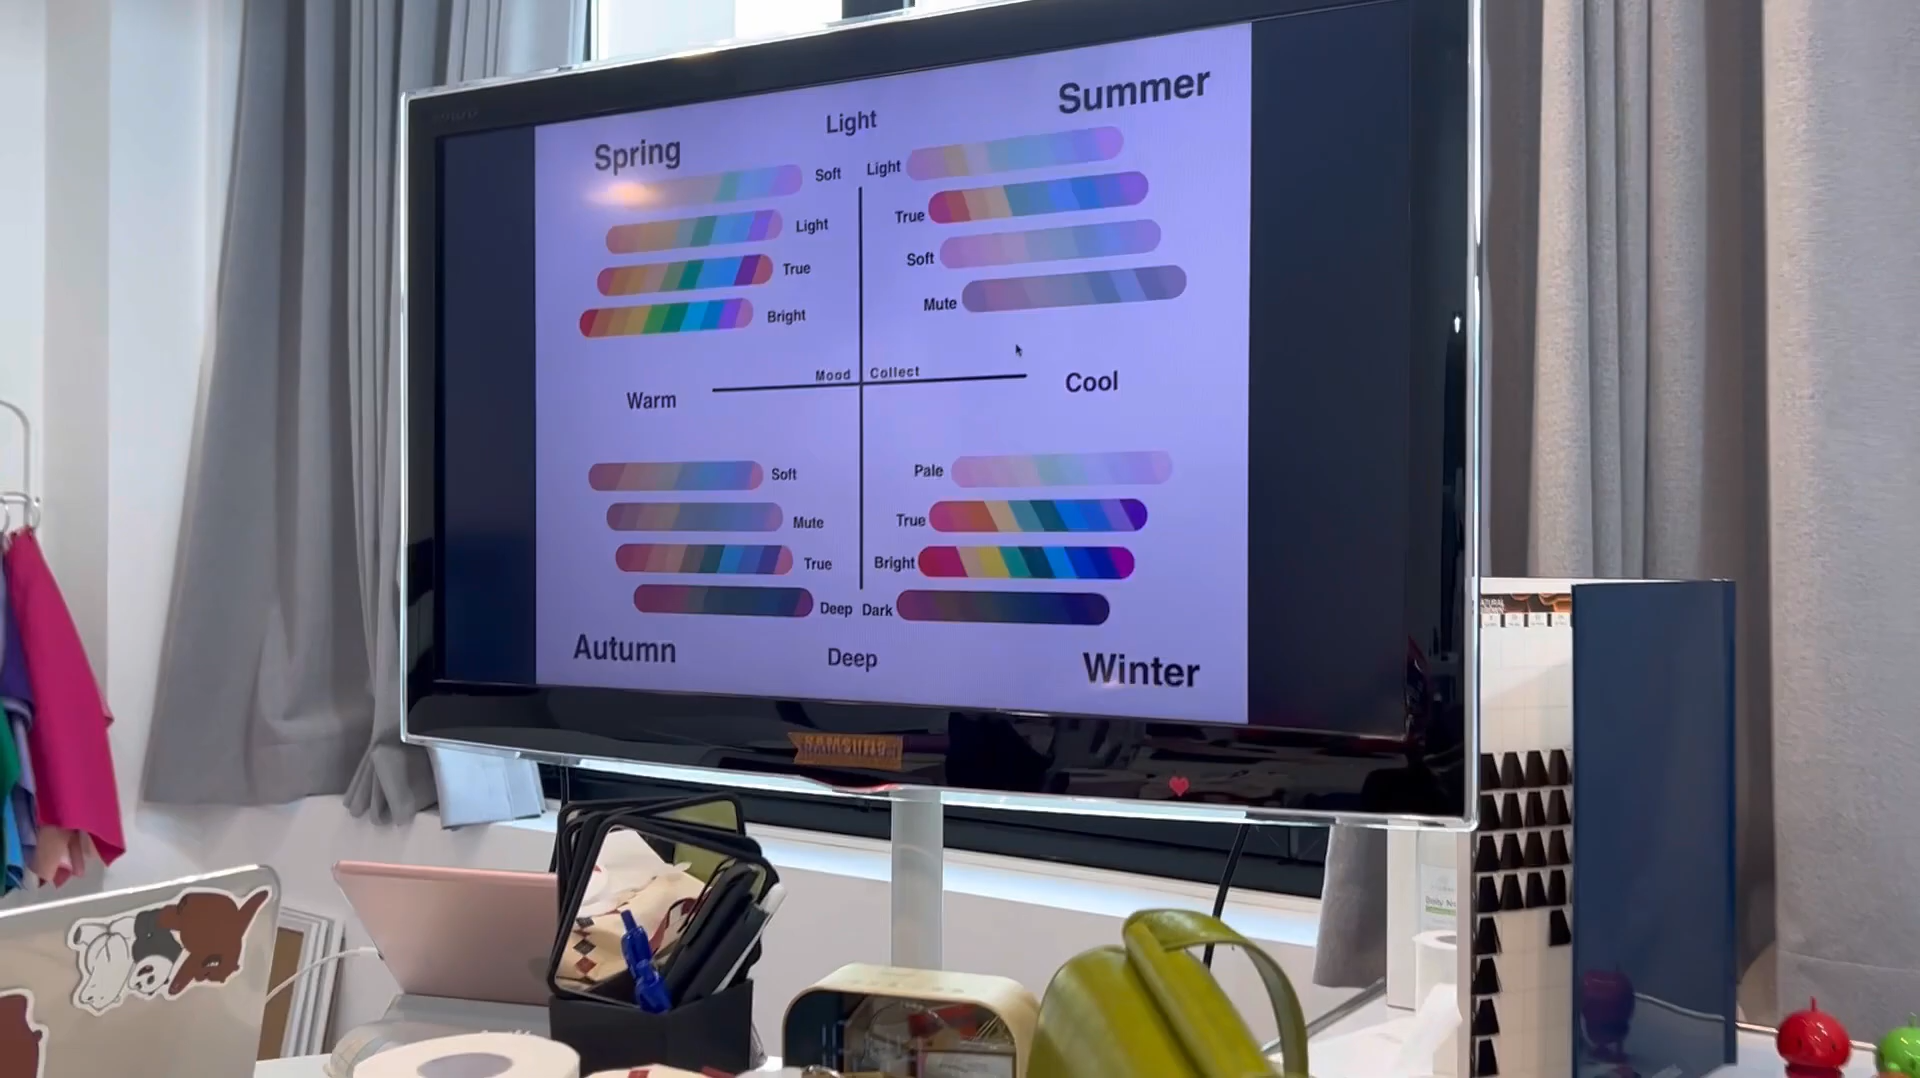 Summer
Light
Spring
Soft
Light
Light
True
True
Soft
Bright
Mute
Mood Collect
Warm
Cool
Soft
Pale
Mute
True
True
Bright
Deep
Dark
Autumn
Deep
Winter